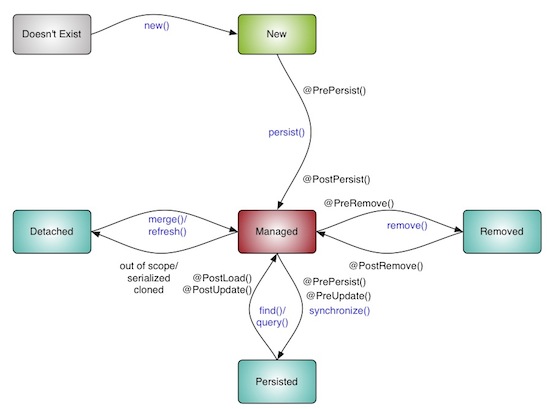 Doesn't Exist
new()
New
@PrePersist()
persist()
@PostPersist()
@PreRemove()
Detached
merge()/
refresh()
Managed
remove()
Removed
out of scope/
serialized
cloned
@PostLoad()
@PostUpdate()
@PrePersist()
@PreUpdate()
synchronize()
@PostRemove()
find()/
query()
Persisted